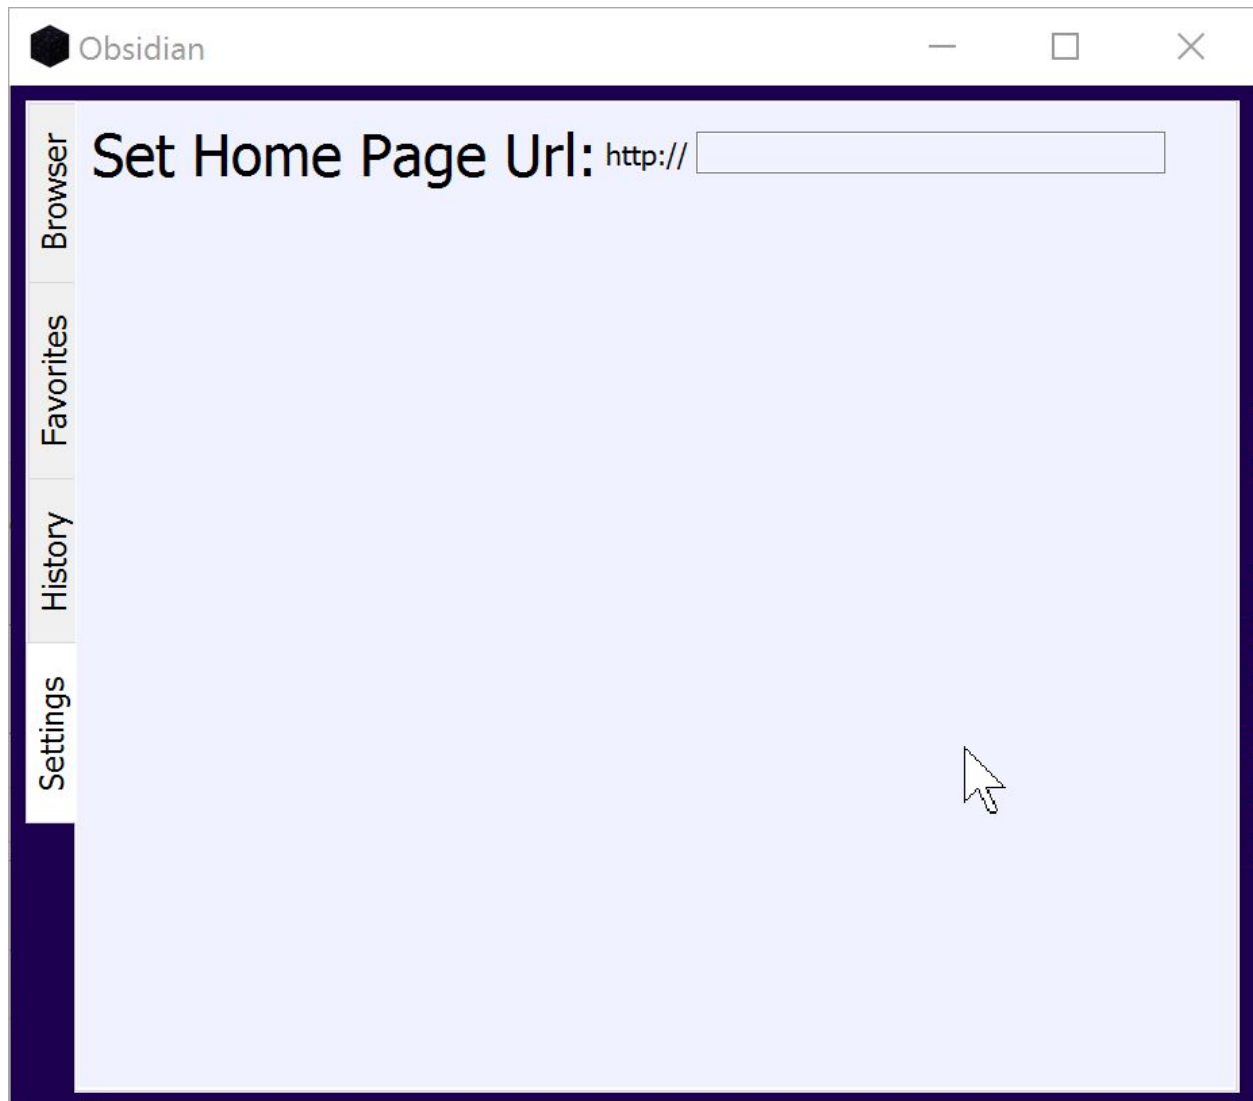 Obsidian
Browser
Set Home Page Url: http://
Favorites
History
Settings